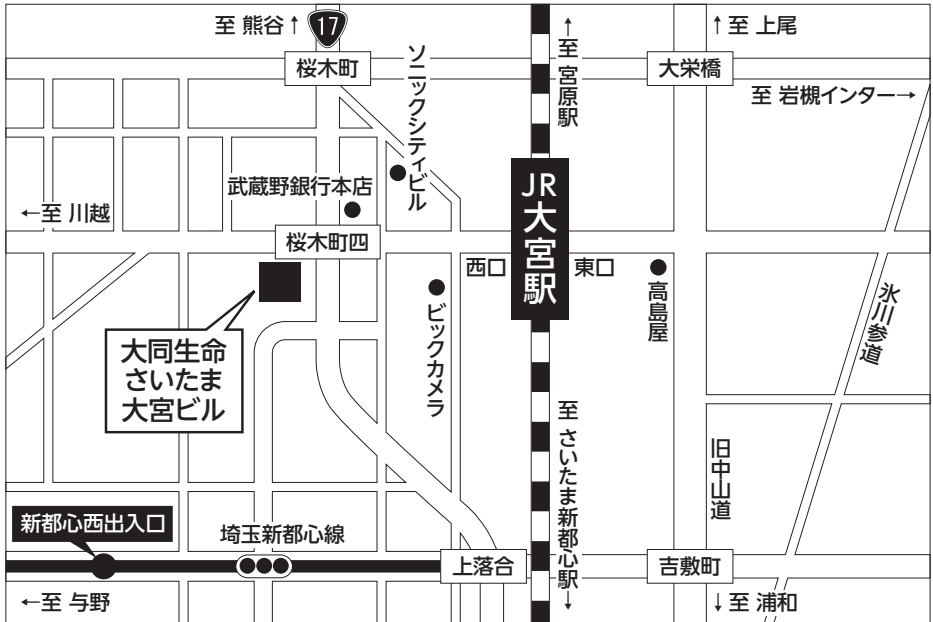 至 熊谷↑
17
↑至 宮原駅
↑至 上尾
桜木町
ソニックシティビル
大栄橋
至 岩槻インター→
武蔵野銀行本店
←至 川越
桜木町四
JR大宮駅
西口
東口
高島屋
氷川参道
ビックカメラ
大同生命
さいたま
大宮ビル
至 さいたま新都心駅↓
旧中山道
新都心西出入口
埼玉新都心線
上落合
吉敷町
←至 与野
↓至 浦和